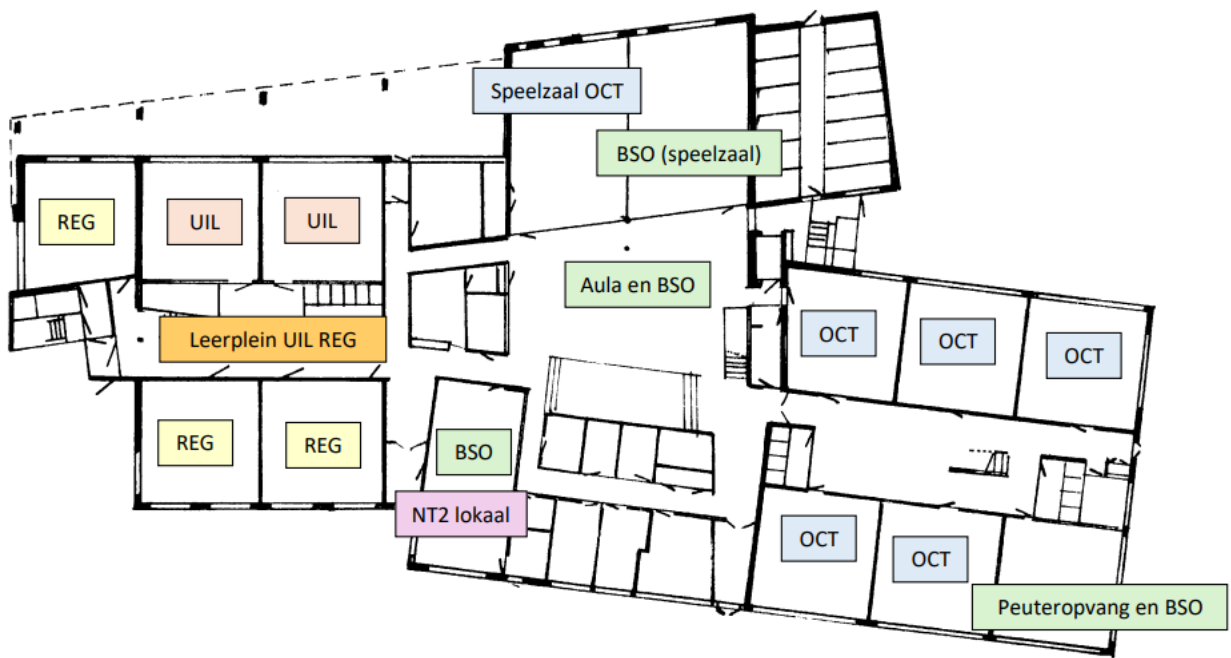 Speelzaal OCT
BSO (speelzaal)
REG
UIL
UIL
Aula en BSO
Leerplein UIL REG
OCT
OCT
OCT
REG
REG
BSO
NT2 lokaal
OCT
OCT
Peuteropvang en BSO